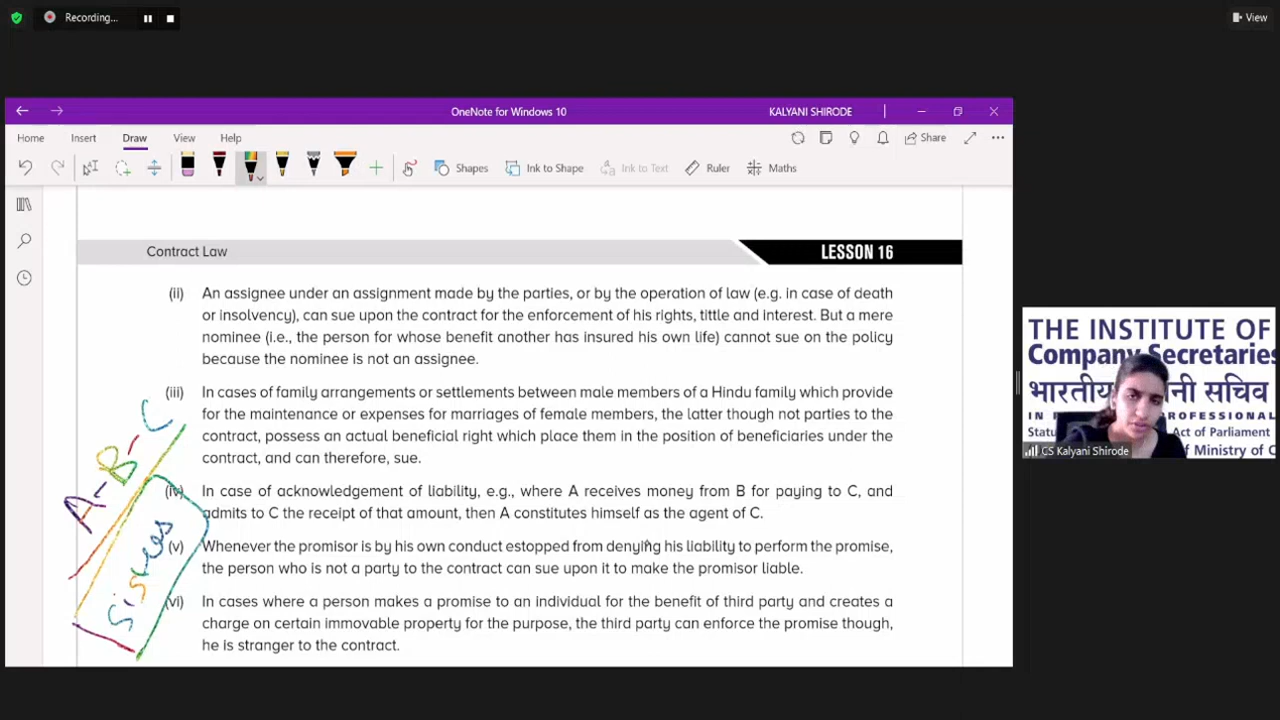 Recording...
View
OneNote for Windows 10
KALYANI SHIRODE
Home Insert Draw View Help
Share
Shapes Ink to Shape Ink to Text Ruler Maths
Contract Law
LESSON 16
(ii) An assignee under an assignment made by the parties, or by the operation of law (e.g. in case of death
or insolvency), can sue upon the contract for the enforcement of his rights, tittle and interest. But a mere
nominee (i.e., the person for whose benefit another has insured his own life) cannot sue on the policy
because the nominee is not an assignee.
(iii) In cases of family arrangements or settlements between male members of a Hindu family which provide
for the maintenance or expenses for marriages of female members, the latter though not parties to the
contract, possess an actual beneficial right which place them in the position of beneficiaries under the
contract, and can therefore, sue.
A-B-C
(iv) In case of acknowledgement of liability, e.g., where A receives money from B for paying to C, and
admits to C the receipt of that amount, then A constitutes himself as the agent of C.
Sisters
(v) Whenever the promisor is by his own conduct estopped from denying his liability to perform the promise,
the person who is not a party to the contract can sue upon it to make the promisor liable.
(vi) In cases where a person makes a promise to an individual for the benefit of third party and creates a
charge on certain immovable property for the purpose, the third party can enforce the promise though,
he is stranger to the contract.
THE INSTITUTE OF
Company Secretaries
सचिव
IN
Act of Parliament
of Ministry of
CS Kalyani Shirode